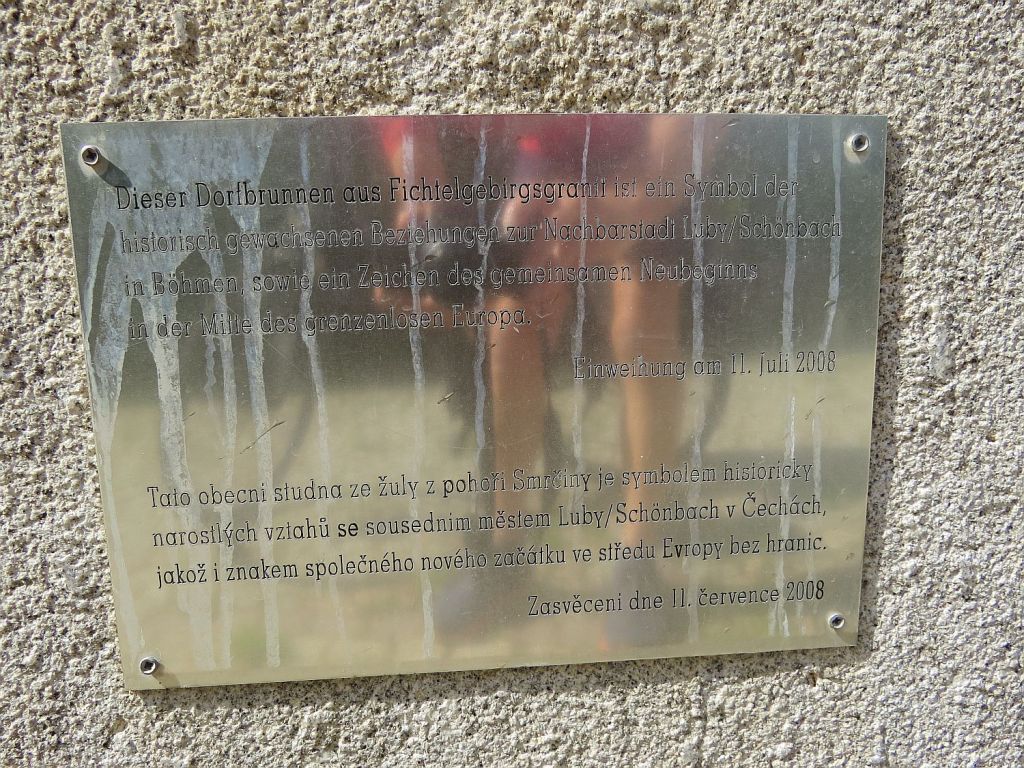 Dieser Dorfbrunnen aus Fichtelgebirgsgranit ist ein Symbol der
historisch gewachsenen Beziehungen zur Nachbarstadt Luby/Schönbach
in Böhmen, sowie ein Zeichen des gemeinsamen Neubeginns
in der Mitte des grenzenlosen Europa.
Einweihung am 11. Juli 2008
Tato obecni studna ze žuly z pohoří Smrčiny je symbolem historicky
narostlých vztahů se sousednim městem Luby/Schönbach v Čechách,
jakož i znakem společného nového začátku ve středu Evropy bez hranic.
Zasvěceni dne 11. července 2008